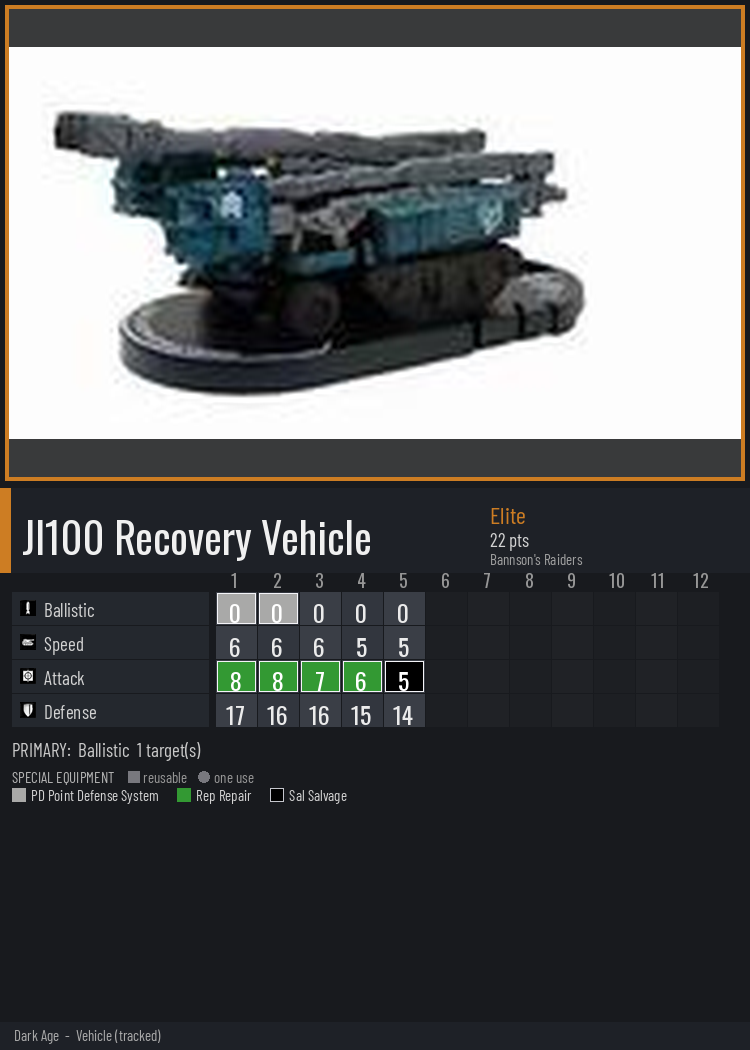 JI100 Recovery Vehicle
Elite
22 pts
Bannson's Raiders
1 2 3 4 5 6 7 8 9 10 11 12
Ballistic 0 0 0 0 0
Speed 6 6 6 5 5
Attack 8 8 7 6 5
Defense 17 16 16 15 14
PRIMARY: Ballistic 1 target(s)
SPECIAL EQUIPMENT reusable one use
PD Point Defense System Rep Repair Sal Salvage
Dark Age - Vehicle (tracked)